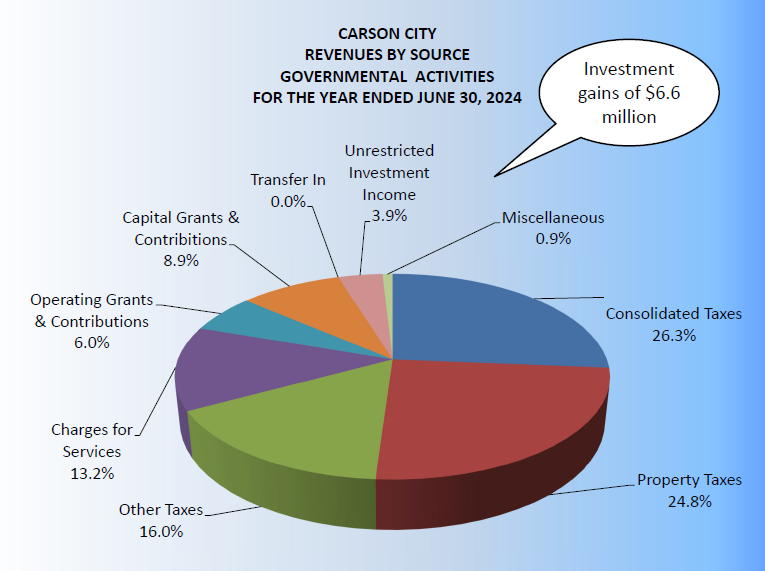 CARSON CITY
REVENUES BY SOURCE
GOVERNMENTAL ACTIVITIES
FOR THE YEAR ENDED JUNE 30, 2024
Investment
gains of $6.6
million
Unrestricted
Investment
Income
3.9%
Transfer In
0.0%
Capital Grants &
Contribitions
8.9%
Miscellaneous
0.9%
Operating Grants
& Contributions
6.0%
Consolidated Taxes
26.3%
Charges for
Services
13.2%
Property Taxes
24.8%
Other Taxes
16.0%